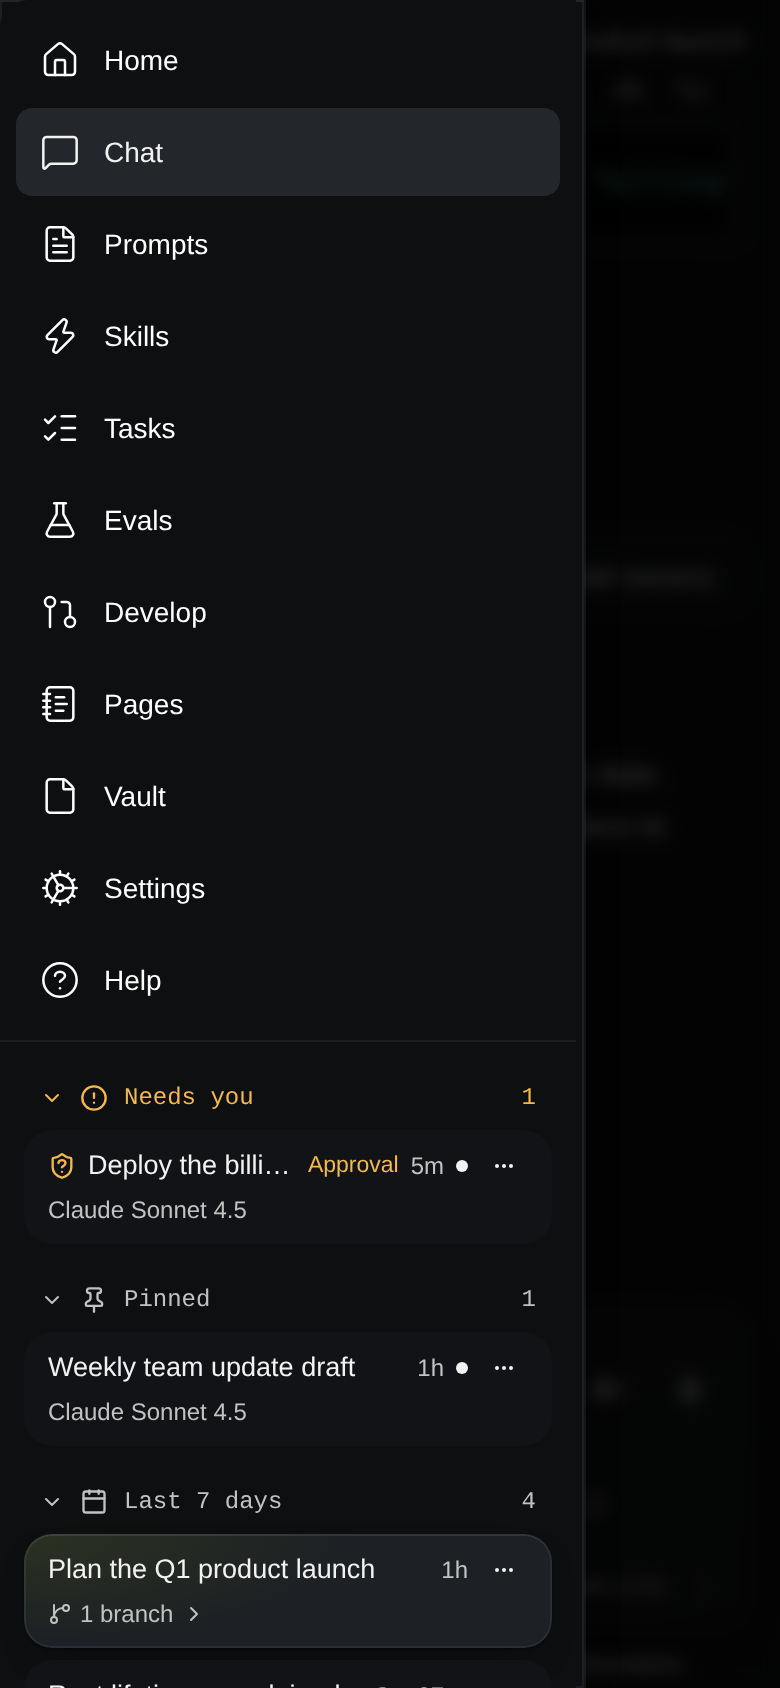 Home
Chat
Prompts
Skills
Tasks
Evals
Develop
Pages
Vault
Settings
Help
Needs you 1
Deploy the billi… Approval 5m
Claude Sonnet 4.5
Pinned 1
Weekly team update draft 1h
Claude Sonnet 4.5
Last 7 days 4
Plan the Q1 product launch 1h
1 branch